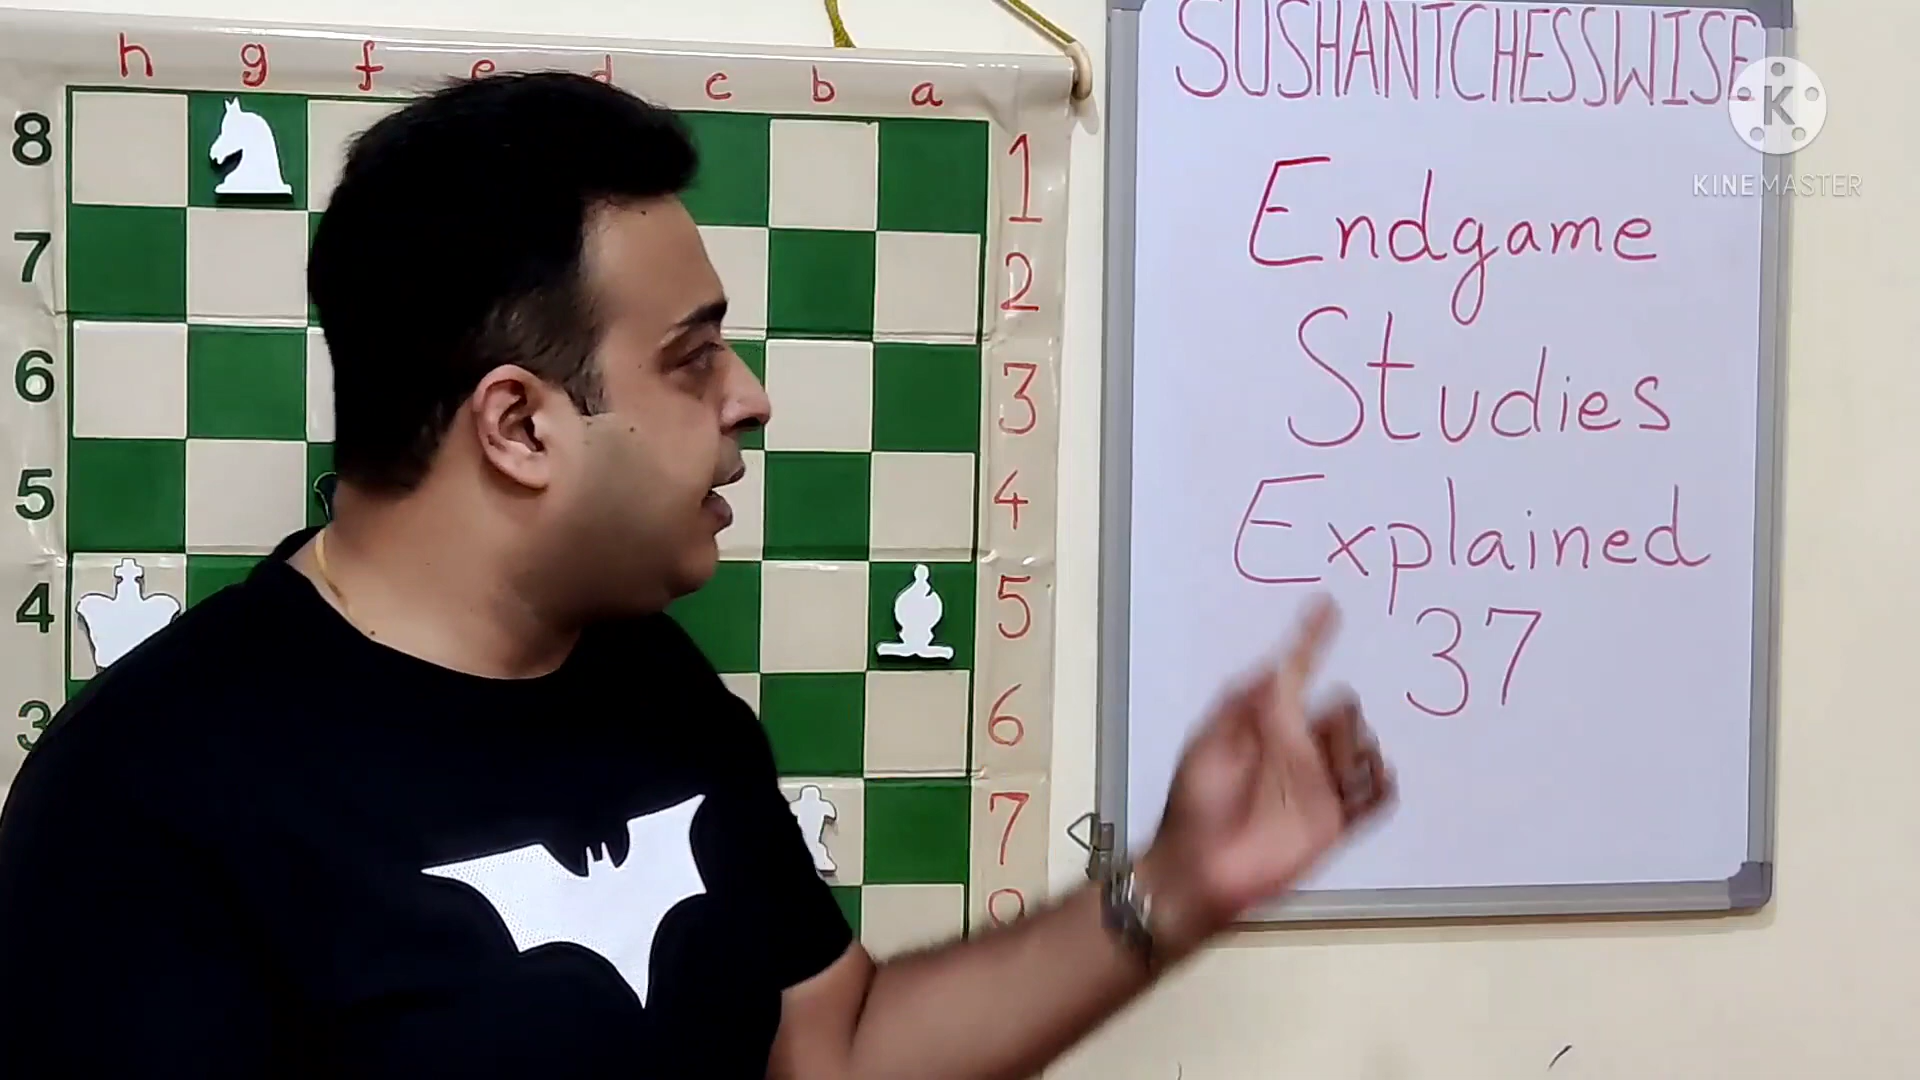 SUSHANTCHESSWISE
KINEMASTER
Endgame
Studies
Explained
37
h g f e d c b a
8 1
7 2
6 3
5 4
4 5
3 6
7
K